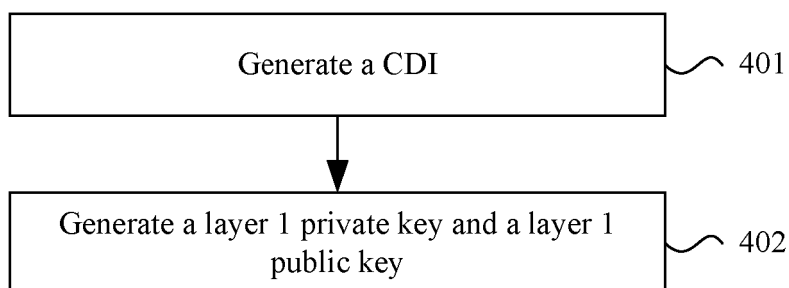 Generate a CDI
401
Generate a layer 1 private key and a layer 1
public key
402